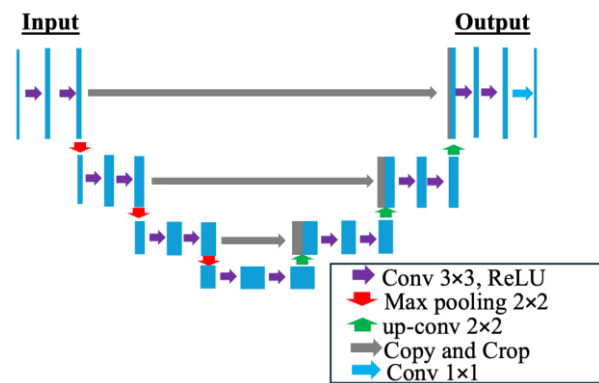 Input
Output
Conv 3×3, ReLU
Max pooling 2×2
up-conv 2×2
Copy and Crop
Conv 1×1